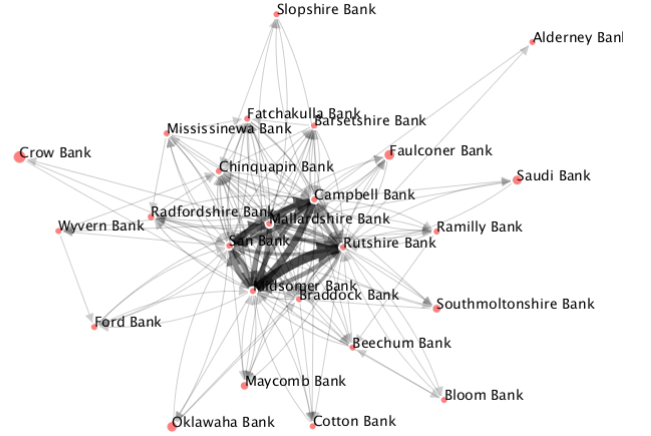 Slopshire Bank
Alderney Banl
Fatchakulla Bank
Barsetshire Bank
Mississinewa Bank
Crow Bank
Faulconer Bank
Chinquapin Bank
Saudi Bank
Campbell Bank
Radfordshire Bank
Mallardshire Bank
Wyvern Bank
Ramilly Bank
San Bank
Rutshire Bank
Midsomer Bank
Braddock Bank
Southmoltonshire Bank
Ford Bank
Beechum Bank
Maycomb Bank
Bloom Bank
Oklawaha Bank
Cotton Bank